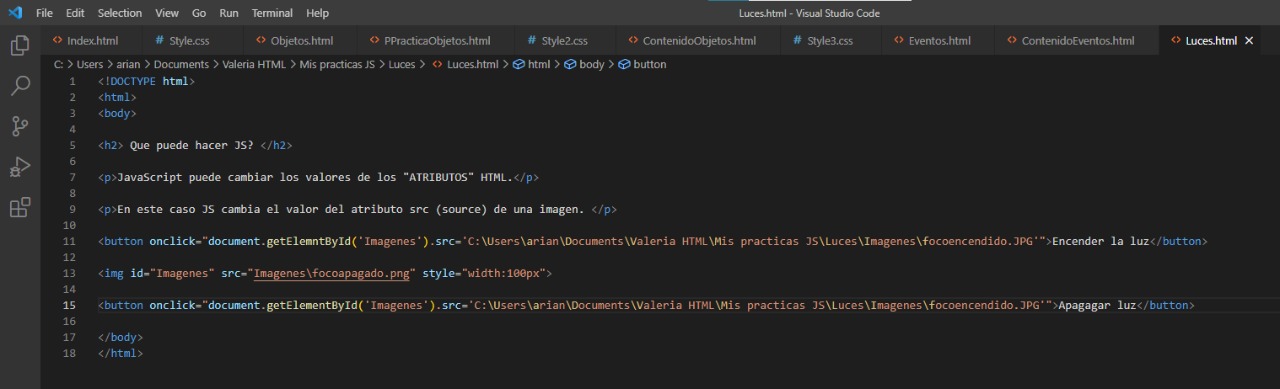 File Edit Selection View Go Run Terminal Help Luces.html - Visual Studio Code
Index.html Style.css Objetos.html PPracticaObjetos.html Style2.css ContenidoObjetos.html Style3.css Eventos.html ContenidoEventos.html Luces.html
C: > Users > arian > Documents > Valeria HTML > Mis practicas JS > Luces > Luces.html > html > body > button
1 <!DOCTYPE html>
2 <html>
3 <body>
4
5 <h2> Que puede hacer JS? </h2>
6
7 <p>JavaScript puede cambiar los valores de los "ATRIBUTOS" HTML.</p>
8
9 <p>En este caso JS cambia el valor del atributo src (source) de una imagen. </p>
10
11 <button onclick="document.getElemntById('Imagenes').src='C:\Users\arian\Documents\Valeria HTML\Mis practicas JS\Luces\Imagenes\focoencendido.JPG'">Encender la luz</button>
12
13 <img id="Imagenes" src="Imagenes\focoapagado.png" style="width:100px">
14
15 <button onclick="document.getElementById('Imagenes').src='C:\Users\arian\Documents\Valeria HTML\Mis practicas JS\Luces\Imagenes\focoencendido.JPG'">Apagagar luz</button>
16
17 </body>
18 </html>